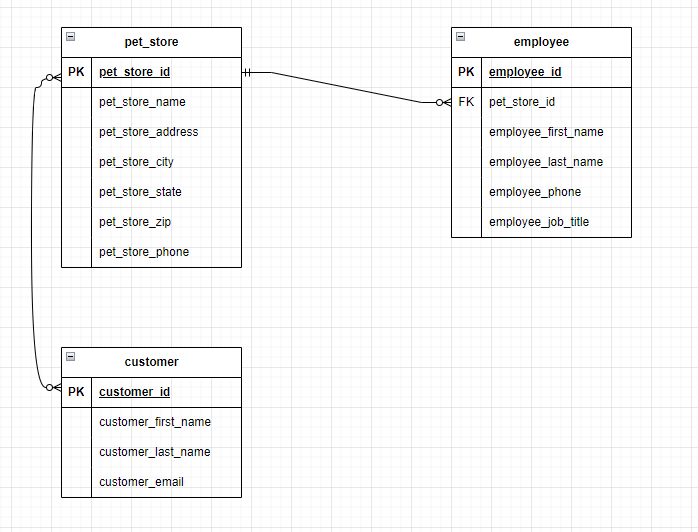 pet_store
PK pet_store_id
pet_store_name
pet_store_address
pet_store_city
pet_store_state
pet_store_zip
pet_store_phone
employee
PK employee_id
FK pet_store_id
employee_first_name
employee_last_name
employee_phone
employee_job_title
customer
PK customer_id
customer_first_name
customer_last_name
customer_email